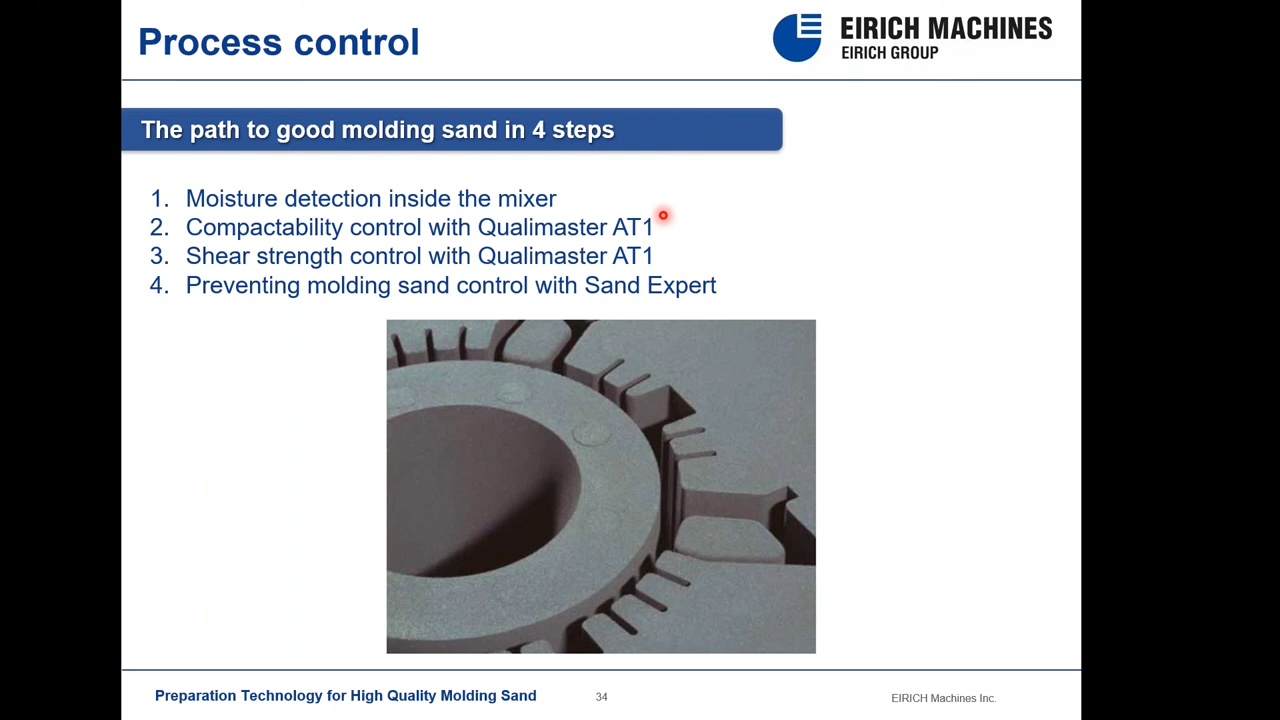 Process control
EIRICH MACHINES
EIRICH GROUP
The path to good molding sand in 4 steps
1. Moisture detection inside the mixer
2. Compactability control with Qualimaster AT1
3. Shear strength control with Qualimaster AT1
4. Preventing molding sand control with Sand Expert
Preparation Technology for High Quality Molding Sand
34
EIRICH Machines Inc.